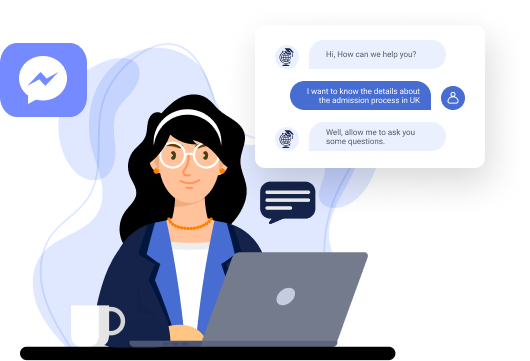 Hi, How can we help you?
I want to know the details about
the admission process in UK
Well, allow me to ask you
some questions.